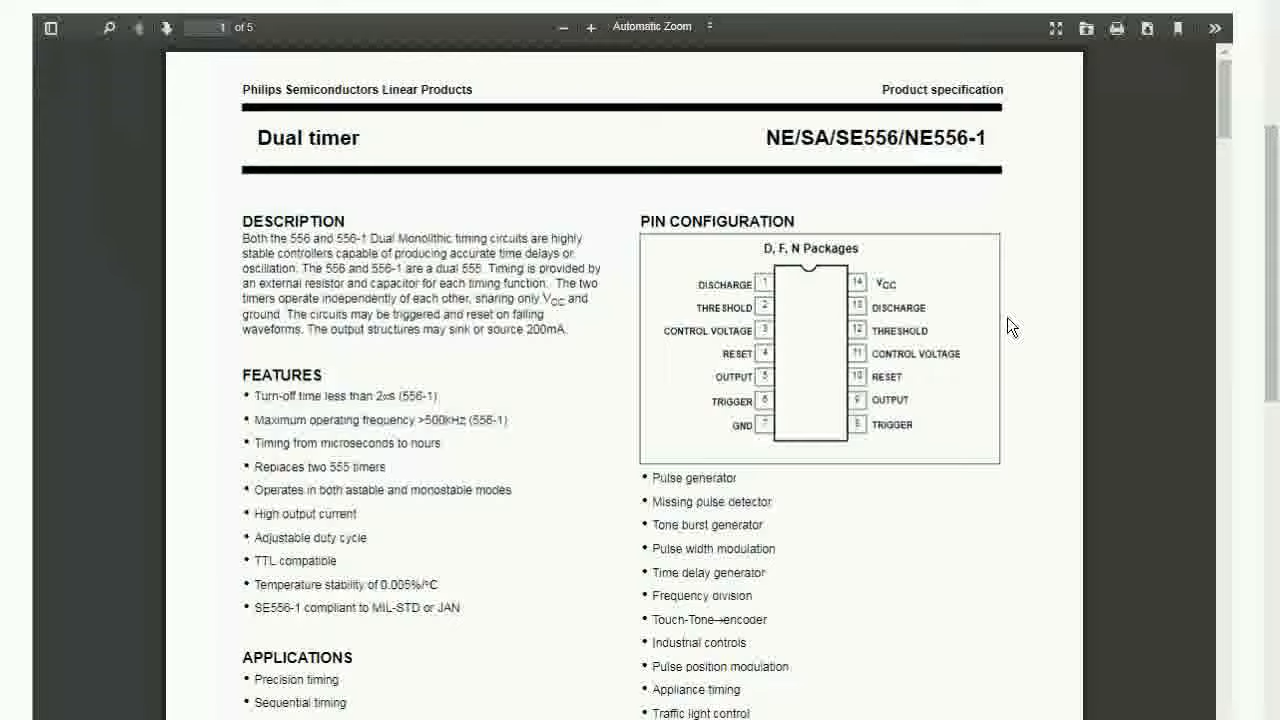 1 of 5
Automatic Zoom
Philips Semiconductors Linear Products
Product specification
Dual timer
NE/SA/SE556/NE556-1
DESCRIPTION
Both the 556 and 556-1 Dual Monolithic timing circuits are highly
stable controllers capable of producing accurate time delays or
oscillation. The 556 and 556-1 are a dual 555. Timing is provided by
an external resistor and capacitor for each timing function. The two
timers operate independently of each other, sharing only VCC and
ground. The circuits may be triggered and reset on falling
waveforms. The output structures may sink or source 200mA.
FEATURES
• Turn-off time less than 2∞s (556-1)
• Maximum operating frequency >500kHz (556-1)
• Timing from microseconds to hours
• Replaces two 555 timers
• Operates in both astable and monostable modes
• High output current
• Adjustable duty cycle
• TTL compatible
• Temperature stability of 0.005%/°C
• SE556-1 compliant to MIL-STD or JAN
APPLICATIONS
• Precision timing
• Sequential timing
PIN CONFIGURATION
D, F, N Packages
DISCHARGE 1 14 VCC
THRESHOLD 2 13 DISCHARGE
CONTROL VOLTAGE 3 12 THRESHOLD
RESET 4 11 CONTROL VOLTAGE
OUTPUT 5 10 RESET
TRIGGER 6 9 OUTPUT
GND 7 8 TRIGGER
• Pulse generator
• Missing pulse detector
• Tone burst generator
• Pulse width modulation
• Time delay generator
• Frequency division
• Touch-Tone→encoder
• Industrial controls
• Pulse position modulation
• Appliance timing
• Traffic light control